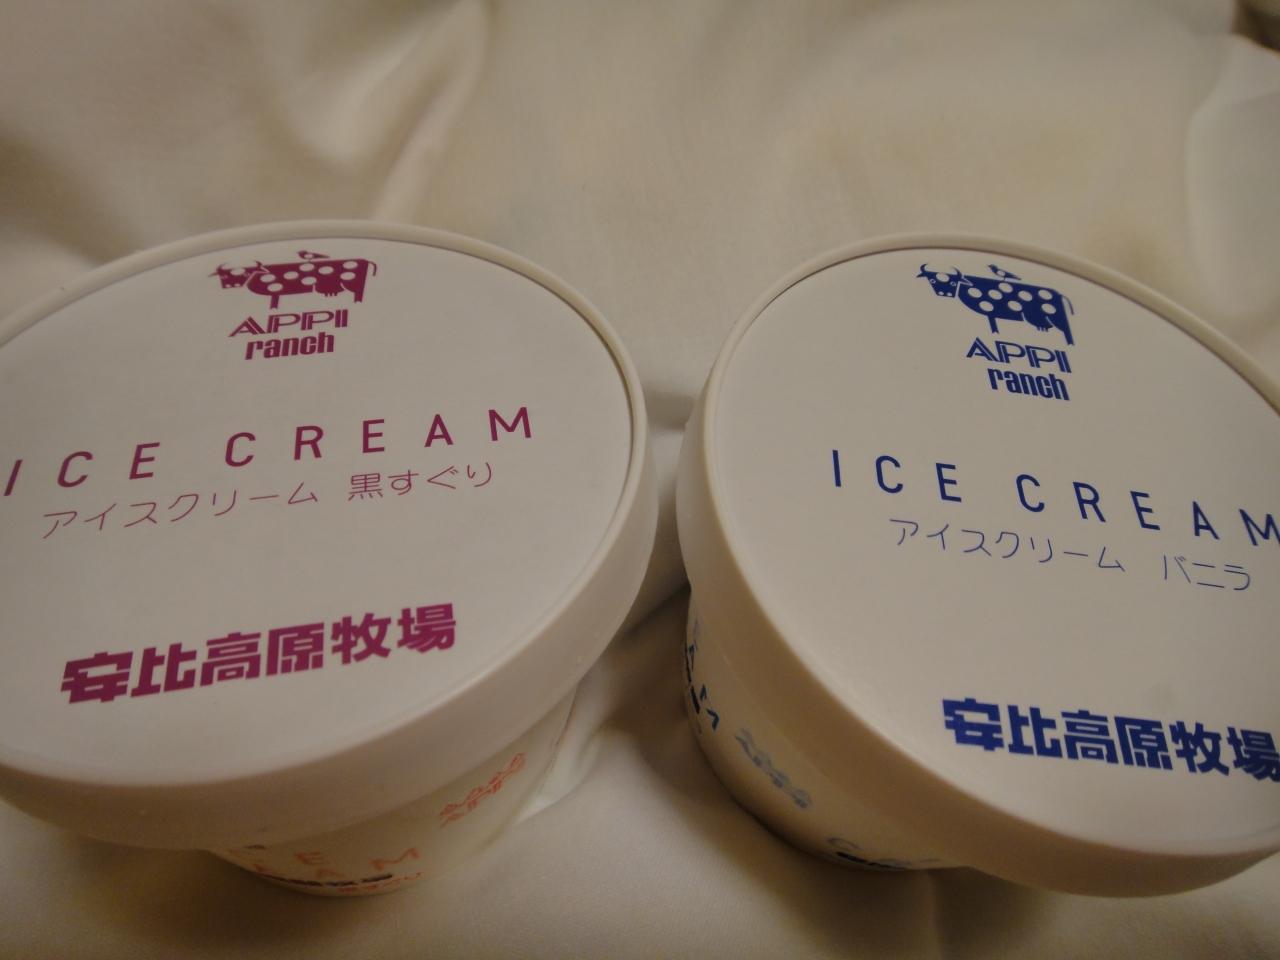 APPI
ranch
ICE CREAM
アイスクリーム 黒すぐり
安比高原牧場
APPI
ranch
ICE CREAM
アイスクリーム バニラ
安比高原牧場